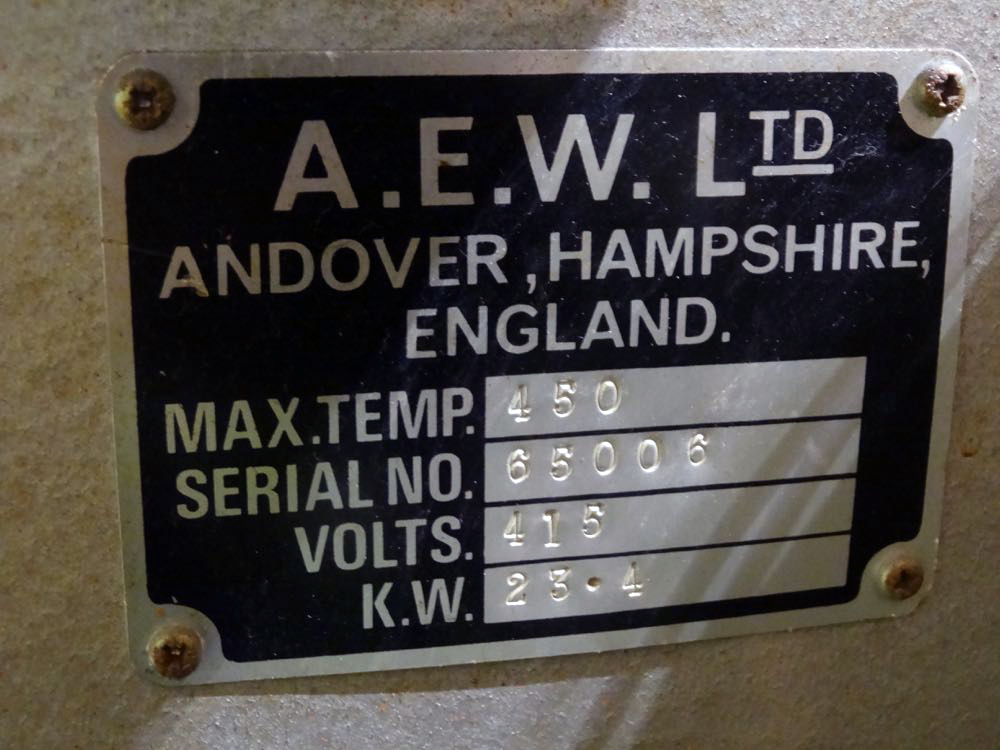 A.E.W. LTD
ANDOVER, HAMPSHIRE,
ENGLAND.
MAX.TEMP. 450
SERIAL NO. 65006
VOLTS. 415
K.W. 23.4